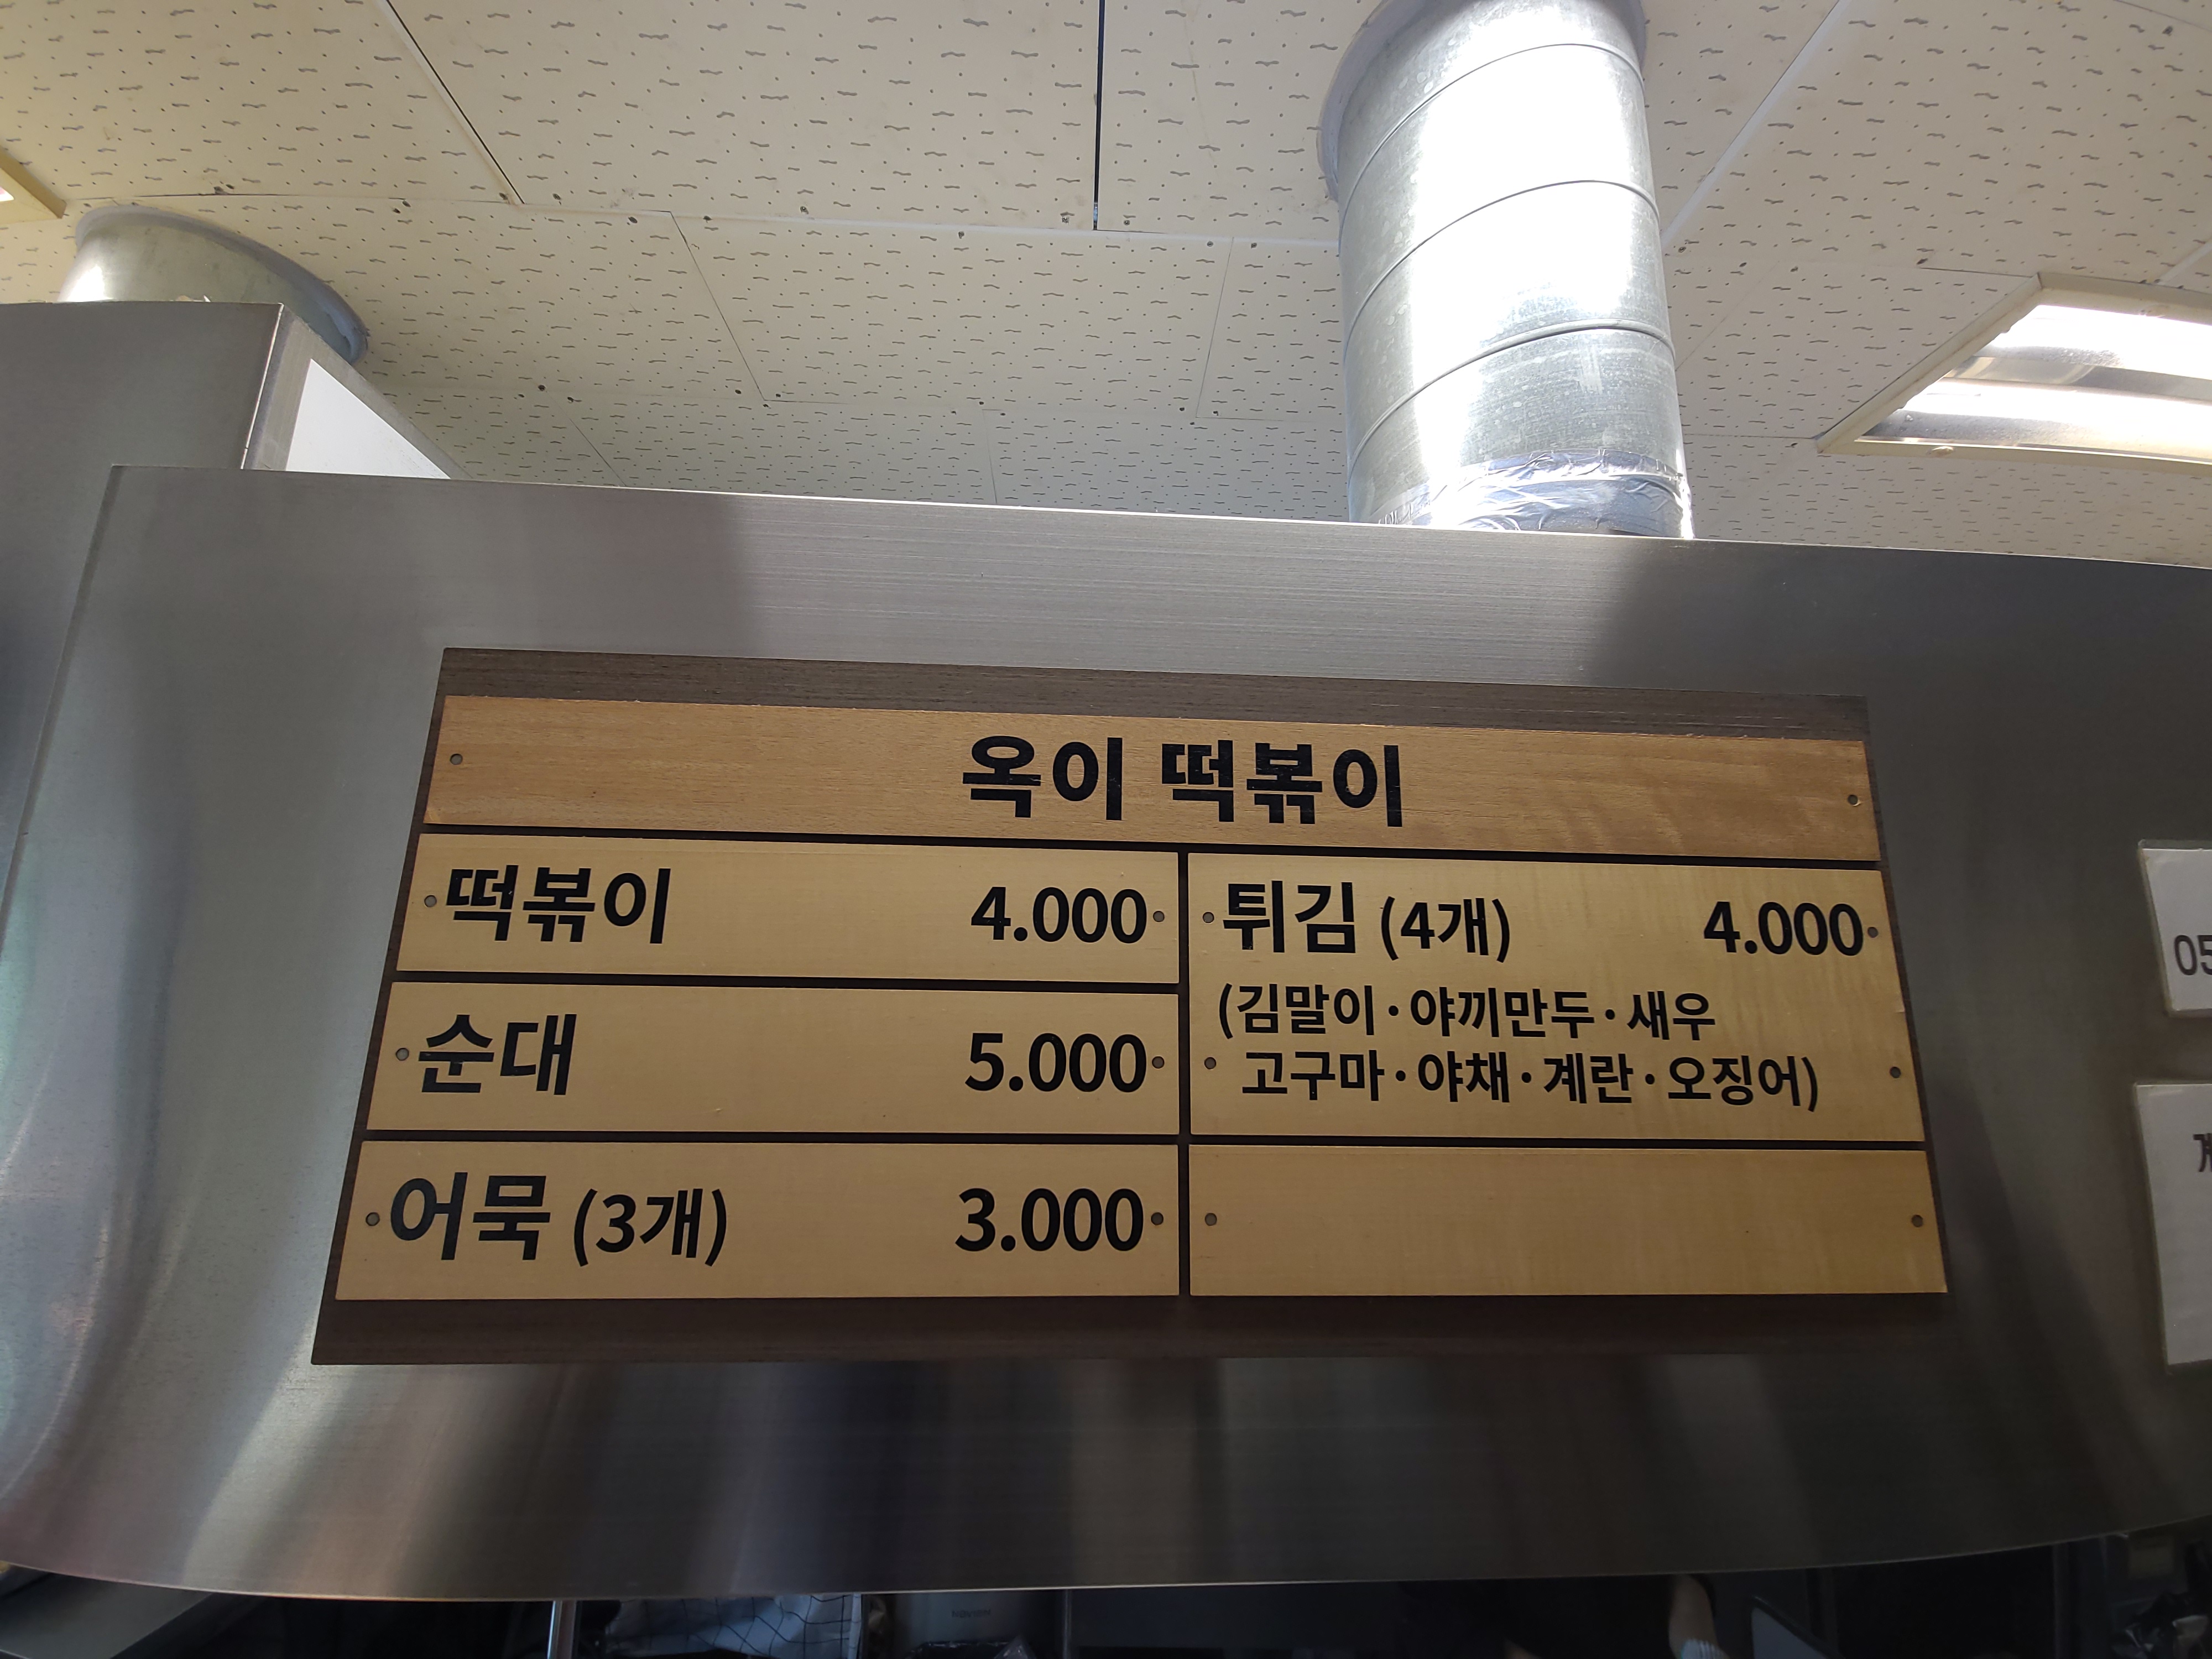 옥이 떡볶이
떡볶이 4.000
순대 5.000
어묵 (3개) 3.000
튀김 (4개) 4.000
(김말이·야끼만두·새우
고구마·야채·계란·오징어)
05